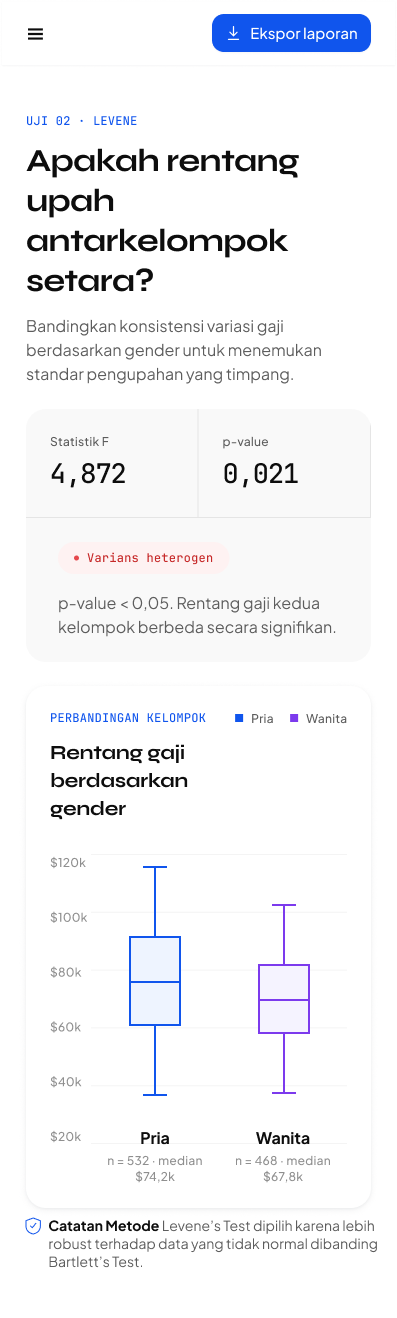 Ekspor laporan
UJI 02 · LEVENE
Apakah rentang
upah
antarkelompok
setara?
Bandingkan konsistensi variasi gaji
berdasarkan gender untuk menemukan
standar pengupahan yang timpang.
Statistik F
4,872
p-value
0,021
Varians heterogen
p-value < 0,05. Rentang gaji kedua
kelompok berbeda secara signifikan.
PERBANDINGAN KELOMPOK
Pria
Wanita
Rentang gaji
berdasarkan
gender
$120k
$100k
$80k
$60k
$40k
$20k
Pria
n = 532 · median
$74,2k
Wanita
n = 468 · median
$67,8k
Catatan Metode Levene's Test dipilih karena lebih
robust terhadap data yang tidak normal dibanding
Bartlett's Test.